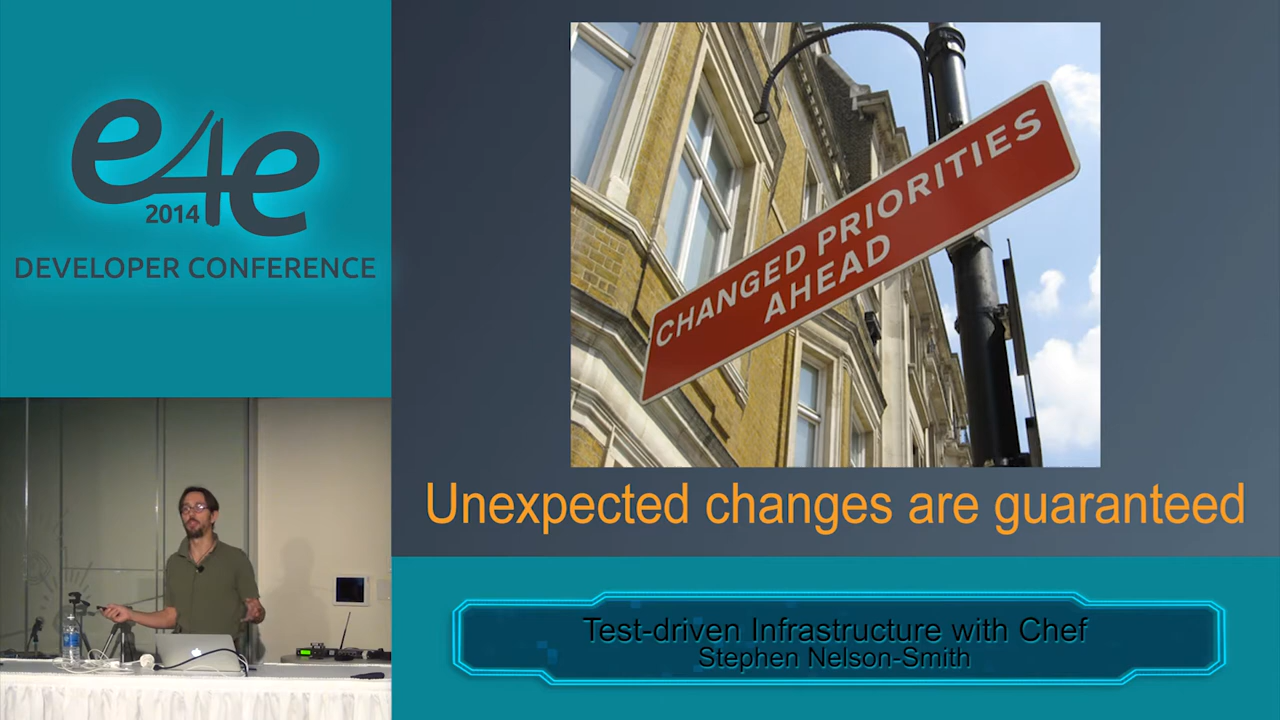 e4e
2014
DEVELOPER CONFERENCE
CHANGED PRIORITIES
AHEAD
Unexpected changes are guaranteed
Test-driven Infrastructure with Chef
Stephen Nelson-Smith